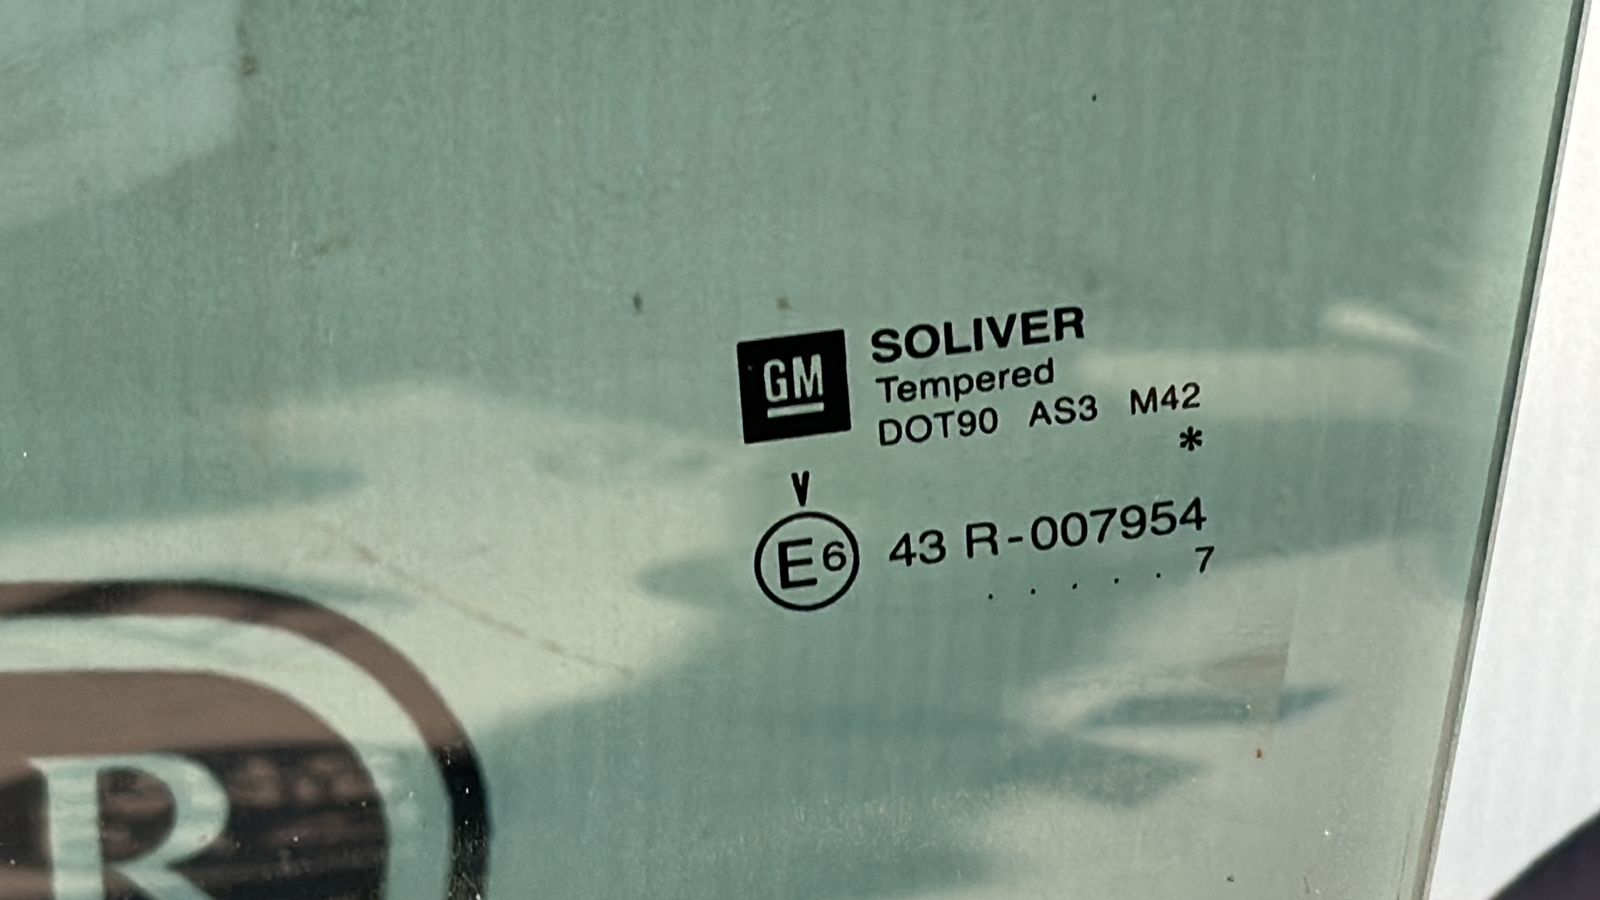 GM
SOLIVER
Tempered
DOT90 AS3 M42
*
V
E6 43 R-007954
. . . . . 7
R